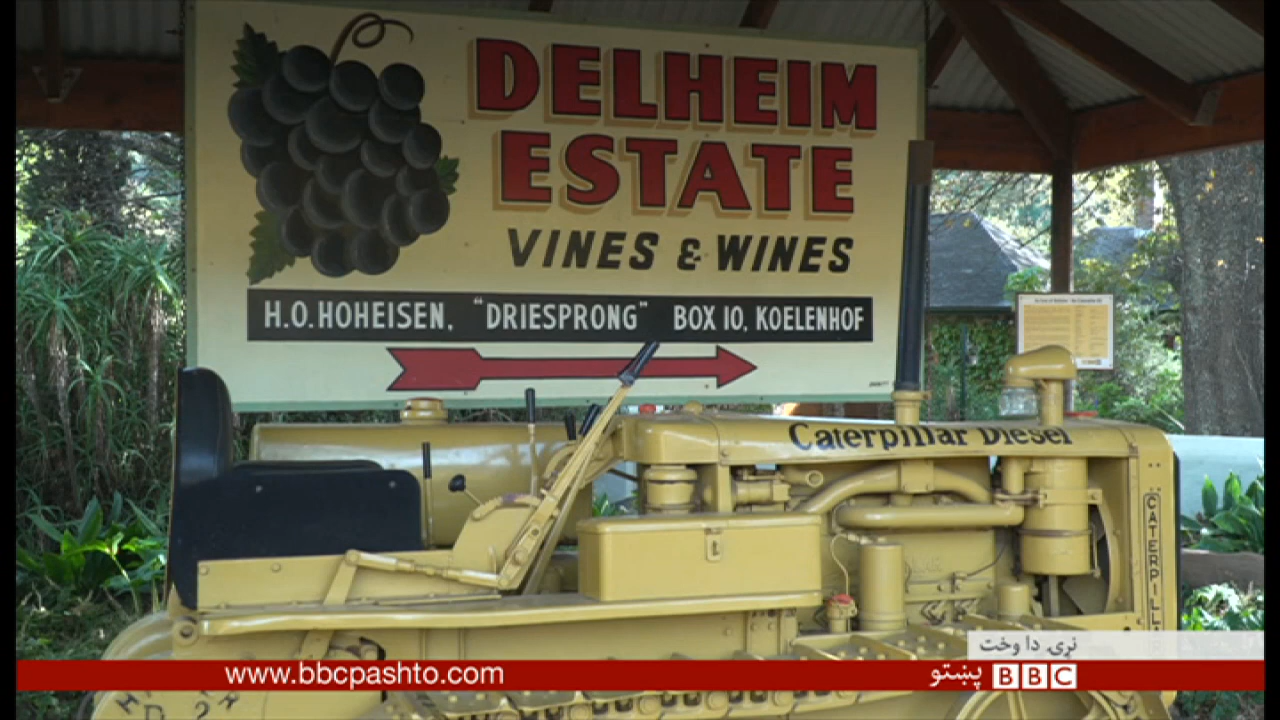 DELHEIM
ESTATE
VINES & WINES
H.O. HOHEISEN, "DRIESPRONG" BOX 10, KOELENHOF
Caterpillar Diesel
CATERPILL
نړۍ دا وخت
www.bbcpashto.com
BBC پښتو